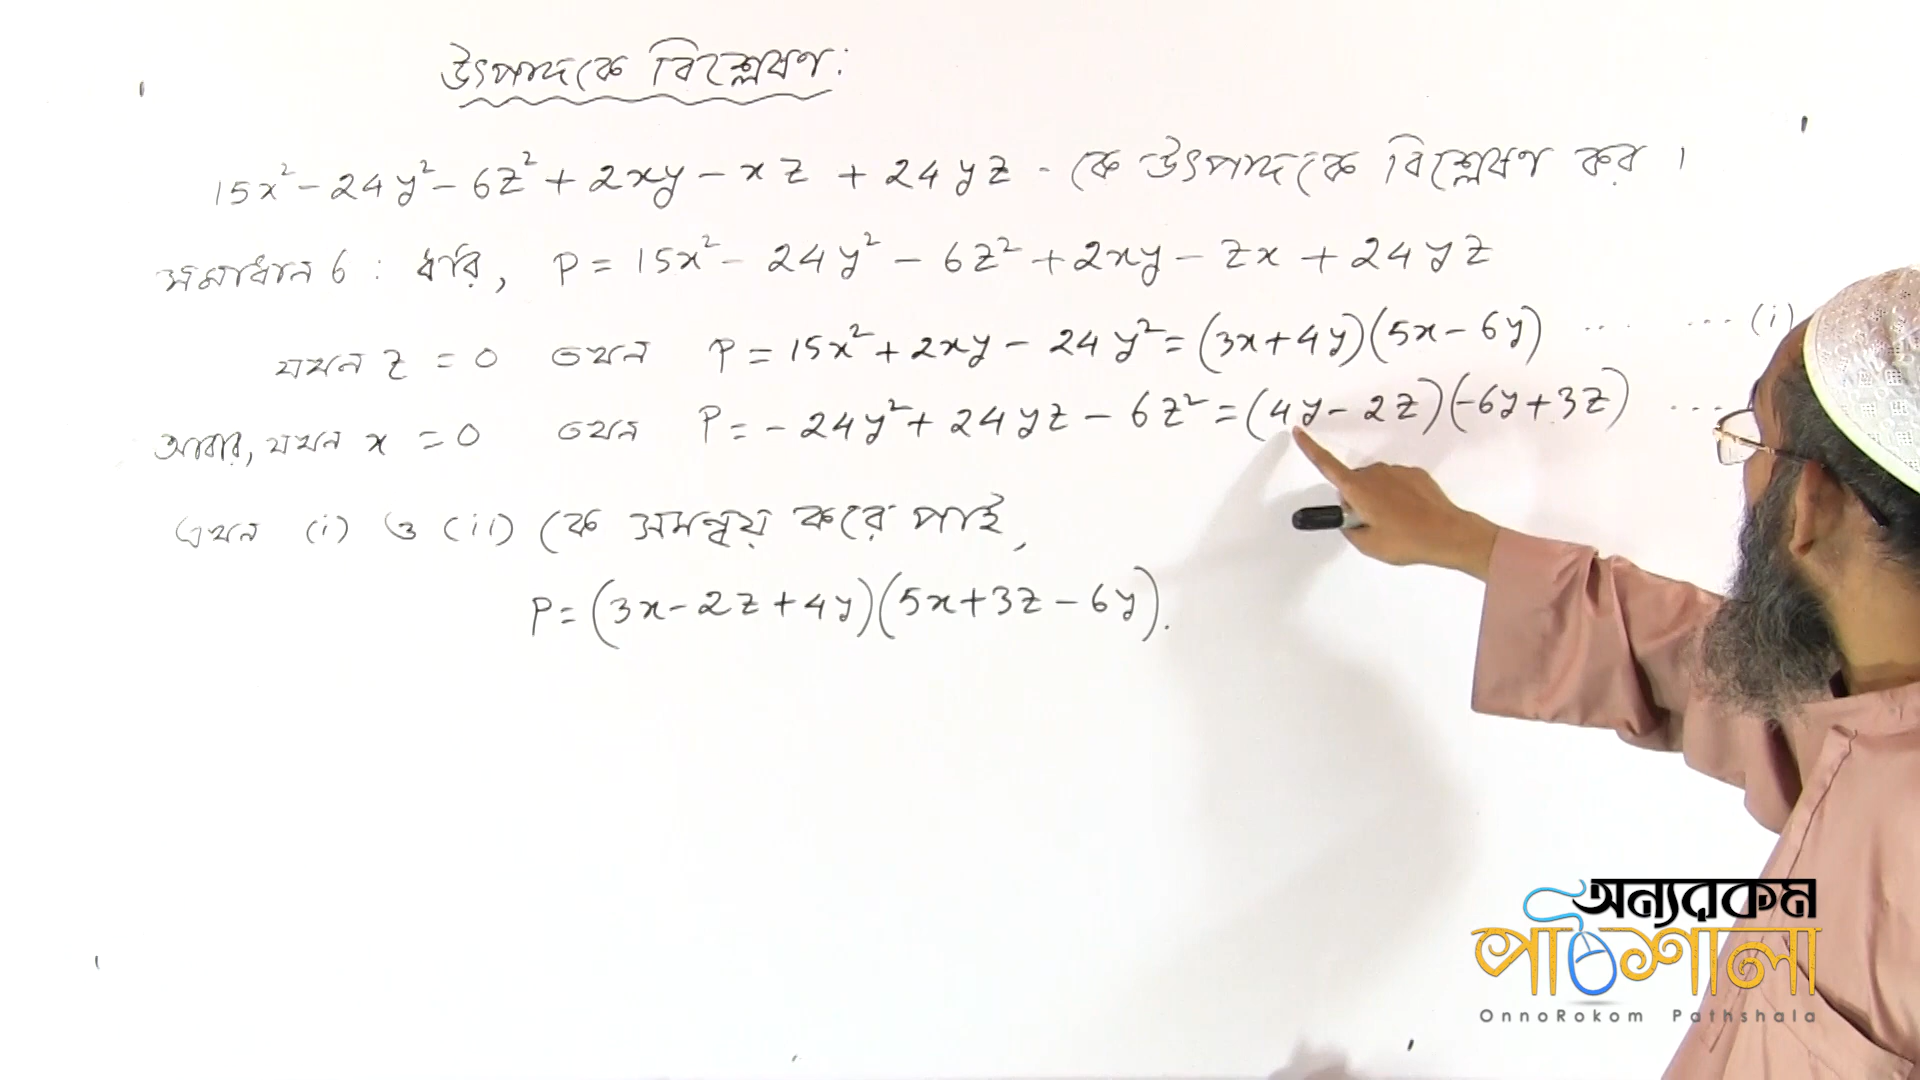 উৎপাদকে বিশ্লেষণ:
15x² - 24y² - 6z² + 2xy - xz + 24yz - কে উৎপাদকে বিশ্লেষণ কর।
সমাধান 6 : ধরি, P = 15x² - 24y² - 6z² + 2xy - zx + 24yz
যখন z = 0 তখন P = 15x² + 2xy - 24y² = (3x+4y)(5x-6y) ... ... (i)
আবার, যখন x = 0 তখন P = - 24y² + 24yz - 6z² = (4y-2z)(-6y+3z) ...
এখন (i) ও (ii) কে সমন্বয় করে পাই,
P = (3x-2z+4y)(5x+3z-6y).
অন্যরকম
পাঠশালা
OnnoRokom Pathshala